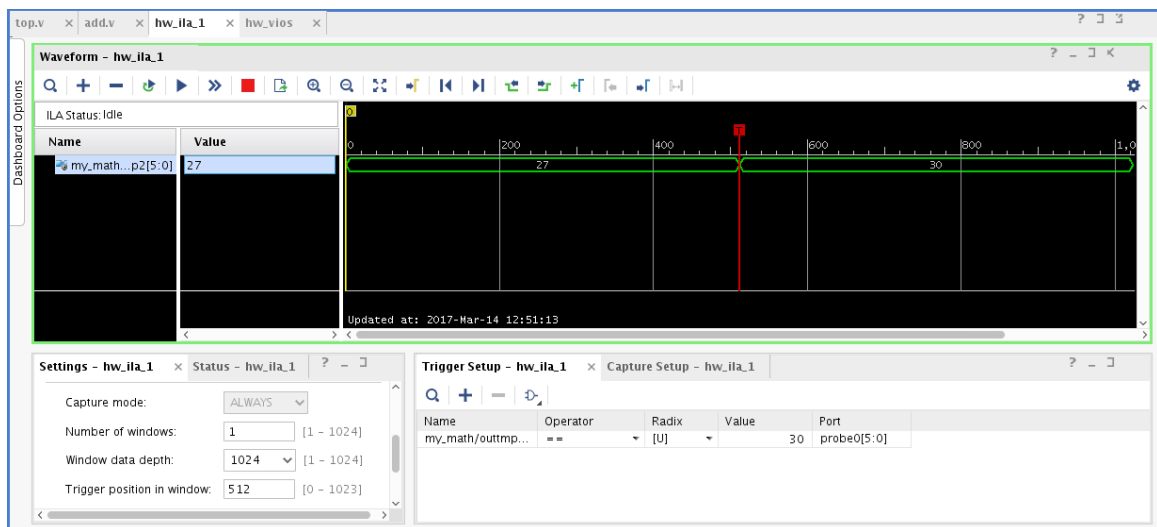 top.v × add.v × hw_ila_1 × hw_vios × ?
Dashboard Options
Waveform - hw_ila_1 ?
ILA Status: Idle
Name Value
my_math...p2[5:0] 27
0
T
0 200 400 600 800 1,0
27 30
Updated at: 2017-Mar-14 12:51:13
Settings - hw_ila_1 × Status - hw_ila_1 ?
Capture mode: ALWAYS
Number of windows: 1 [1 - 1024]
Window data depth: 1024 [1 - 1024]
Trigger position in window: 512 [0 - 1023]
Trigger Setup - hw_ila_1 × Capture Setup - hw_ila_1 ?
Name Operator Radix Value Port
my_math/outtmp... == [U] 30 probe0[5:0]